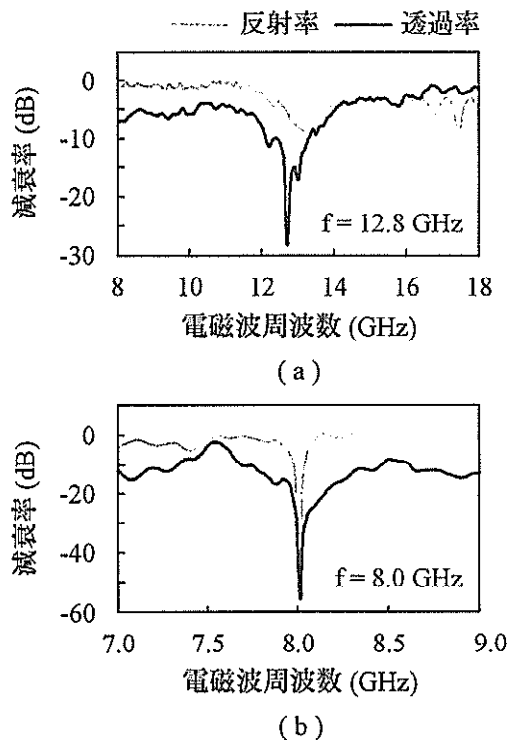 反射率 透過率
0
-10
-20
-30
減衰率 (dB)
f = 12.8 GHz
8 10 12 14 16 18
電磁波周波数 (GHz)
( a )
0
-20
-40
-60
減衰率 (dB)
f = 8.0 GHz
7.0 7.5 8.0 8.5 9.0
電磁波周波数 (GHz)
( b )